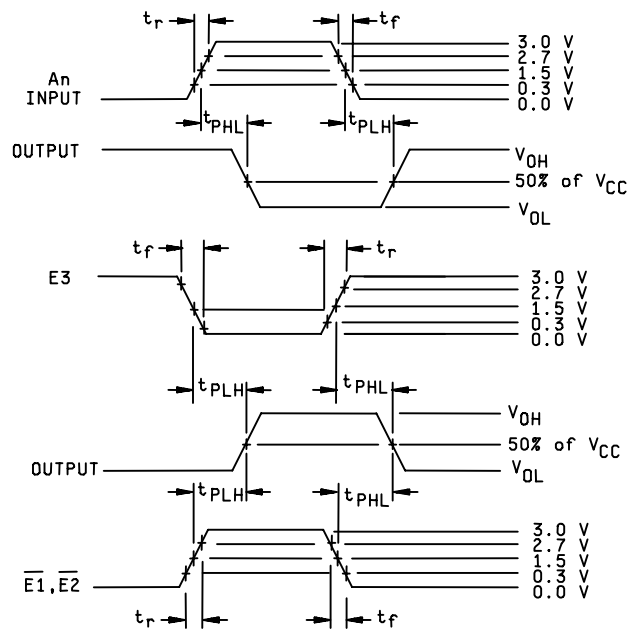 tr tf
3.0 V
2.7 V
An 1.5 V
INPUT 0.3 V
0.0 V
tPHL tPLH
OUTPUT VOH
50% of VCC
VOL
tf tr
E3 3.0 V
2.7 V
1.5 V
0.3 V
0.0 V
tPLH tPHL
VOH
50% of VCC
OUTPUT VOL
tPLH tPHL
3.0 V
2.7 V
1.5 V
E1,E2 0.3 V
0.0 V
tr tf